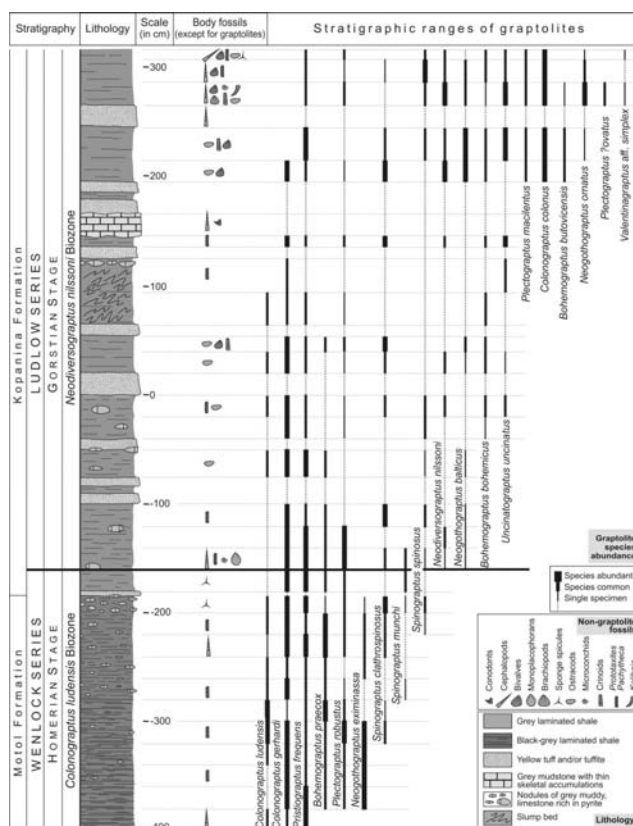 Stratigraphy
Lithology
Scale
(in cm)
Body fossils
(except for graptolites)
Stratigraphic ranges of graptolites
Kopanina Formation
LUDLOW SERIES
GORSTIAN STAGE
Neodiversograptus nilssoni Biozone
Motol Formation
WENLOCK SERIES
HOMERIAN STAGE
Colonograptus ludensis Biozone
300
200
100
0
-100
-200
-300
-400
Colonograptus ludensis
Colonograptus gerhardi
Pristiograptus frequens
Bohemograptus praecox
Plectograptus robustus
Neogothograptus eximinassa
Spinograptus clathrospinosus
Spinograptus munchi
Spinograptus spinosus
Neodiversograptus nilssoni
Neogothograptus balticus
Bohemograptus bohemicus
Uncinatograptus uncinatus
Plectograptus macilentus
Colonograptus colonus
Bohemograptus butovicensis
Neogothograptus ornatus
Plectograptus ?ovatus
Valentinagraptus aff. simplex
Graptolite
species
abundance
Species abundant
Species common
Single specimen
Non-graptolite
fossils
Conodonts
Cephalopods
Bivalves
Monoplacophorans
Brachiopods
Sponge spicules
Ostracods
Microconchids
Crinoids
Prototaxites
Pachytheca
Grey laminated shale
Black-grey laminated shale
Yellow tuff and/or tuffite
Grey mudstone with thin
skeletal accumulations
Nodules of grey muddy,
limestone rich in pyrite
Slump bed
Lithology